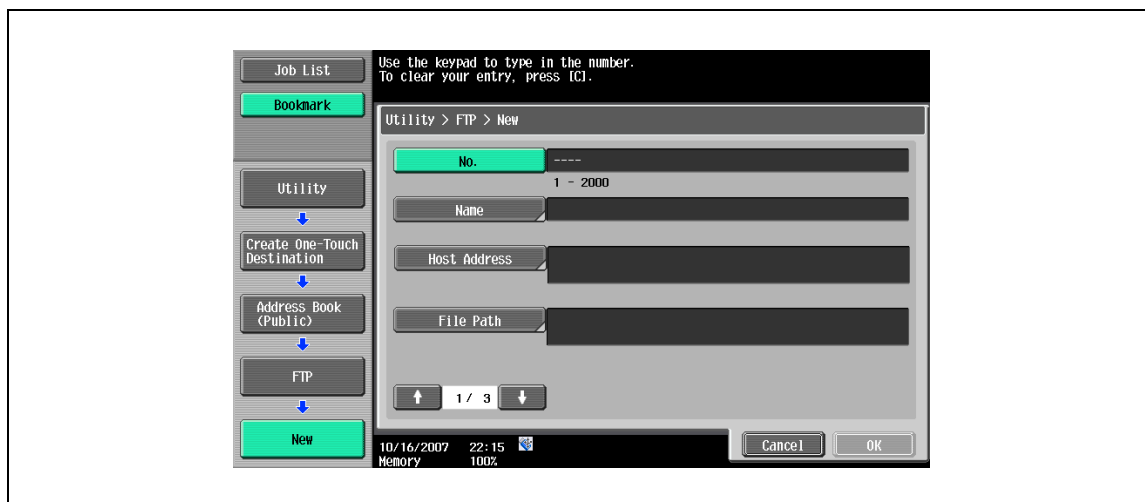 Job List
Bookmark
Utility
Create One-Touch
Destination
Address Book
(Public)
FTP
New
Use the keypad to type in the number.
To clear your entry, press [C].
Utility > FTP > New
No.
----
1 - 2000
Name
Host Address
File Path
1/ 3
10/16/2007 22:15
Memory 100%
Cancel
OK